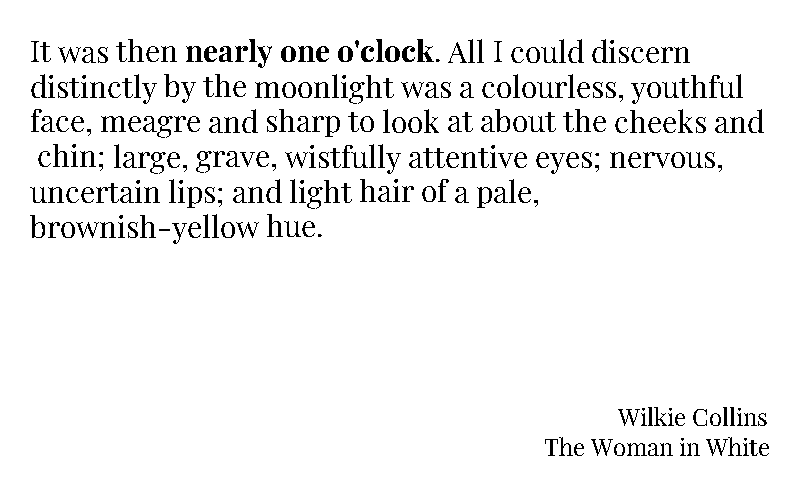 It was then nearly one o'clock. All I could discern
distinctly by the moonlight was a colourless, youthful
face, meagre and sharp to look at about the cheeks and
chin; large, grave, wistfully attentive eyes; nervous,
uncertain lips; and light hair of a pale,
brownish-yellow hue.
Wilkie Collins
The Woman in White